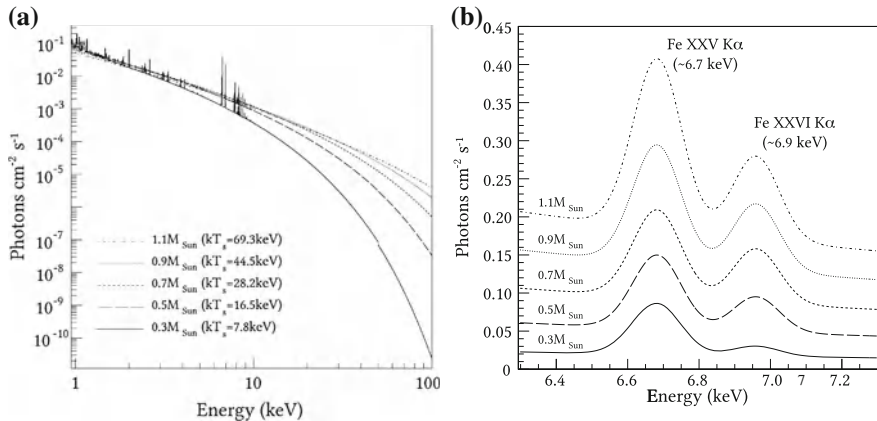 (a)
Photons cm⁻² s⁻¹
10⁻¹
10⁻²
10⁻³
10⁻⁴
10⁻⁵
10⁻⁷
10⁻⁸
10⁻⁹
10⁻¹⁰
1.1M Sun (kTs=69.3keV)
0.9M Sun (kTs=44.5keV)
0.7M Sun (kTs=28.2keV)
0.5M Sun (kTs=16.5keV)
0.3M Sun (kTs=7.8keV)
1 10 100
Energy (keV)
(b)
Photons cm⁻² s⁻¹
0.45
0.40
0.35
0.30
0.25
0.20
0.15
0.10
0.05
0
Fe XXV Kα
(~6.7 keV)
Fe XXVI Kα
(~6.9 keV)
1.1M Sun
0.9M Sun
0.7M Sun
0.5M Sun
0.3M Sun
6.4 6.6 6.8 7.0 7 7.2
Energy (keV)